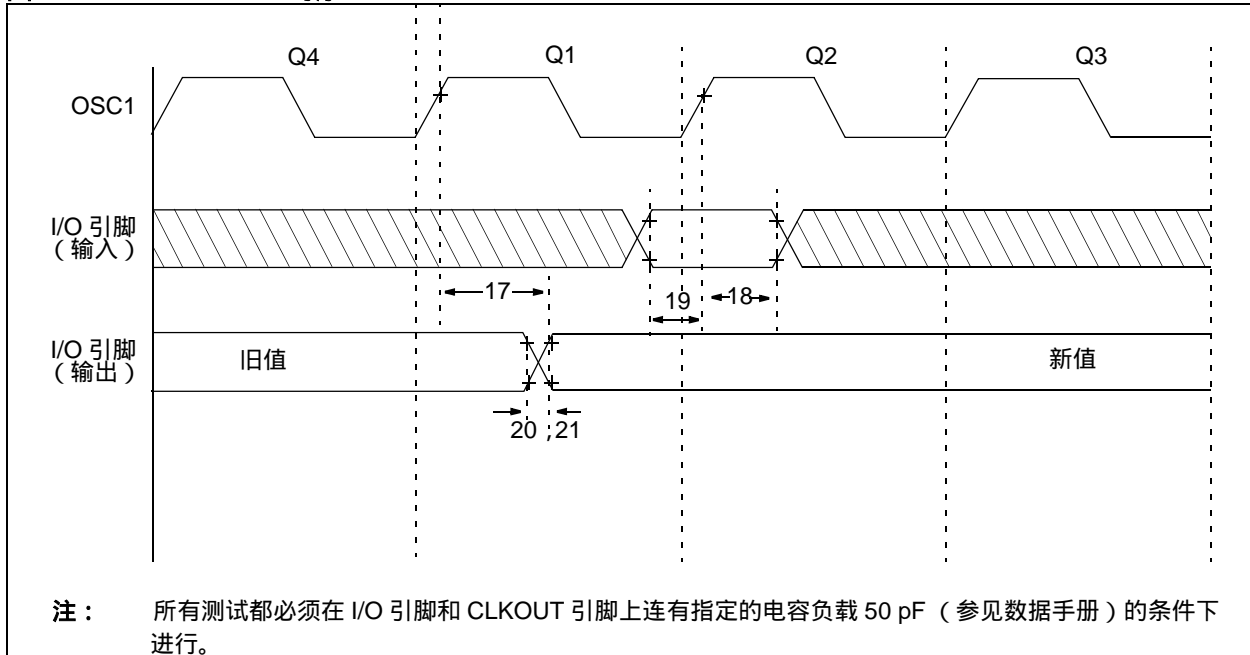 Q4
Q1
Q2
Q3
OSC1
I/O 引脚
（输入）
17
19
18
I/O 引脚
（输出）
旧值
新值
20 , 21
注： 所有测试都必须在 I/O 引脚和 CLKOUT 引脚上连有指定的电容负载 50 pF （参见数据手册）的条件下
进行。